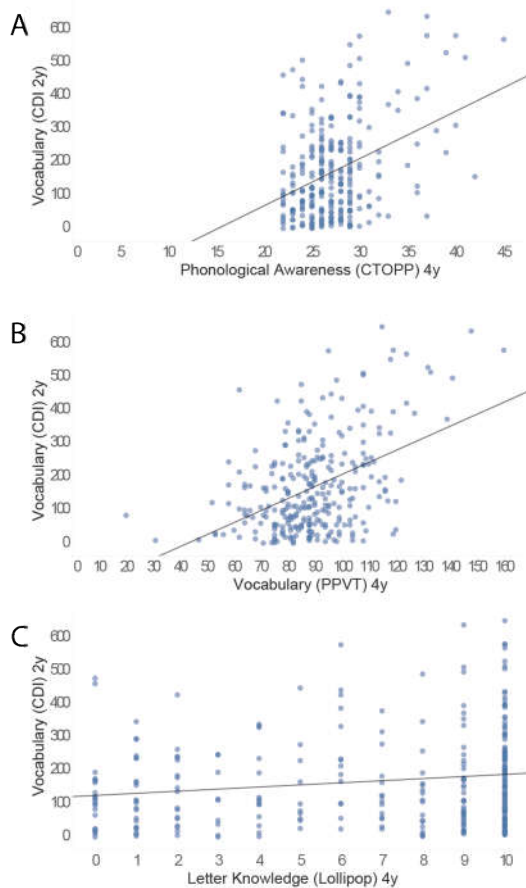 A
600
500
400
300
200
100
0
Vocabulary (CDI 2y)
0 5 10 15 20 25 30 35 40 45
Phonological Awareness (CTOPP) 4y
B
600
500
400
300
200
100
0
Vocabulary (CDI) 2y
0 10 20 30 40 50 60 70 80 90 100 110 120 130 140 150 160
Vocabulary (PPVT) 4y
C
600
500
400
300
200
100
0
Vocabulary (CDI) 2y
0 1 2 3 4 5 6 7 8 9 10
Letter Knowledge (Lollipop) 4y